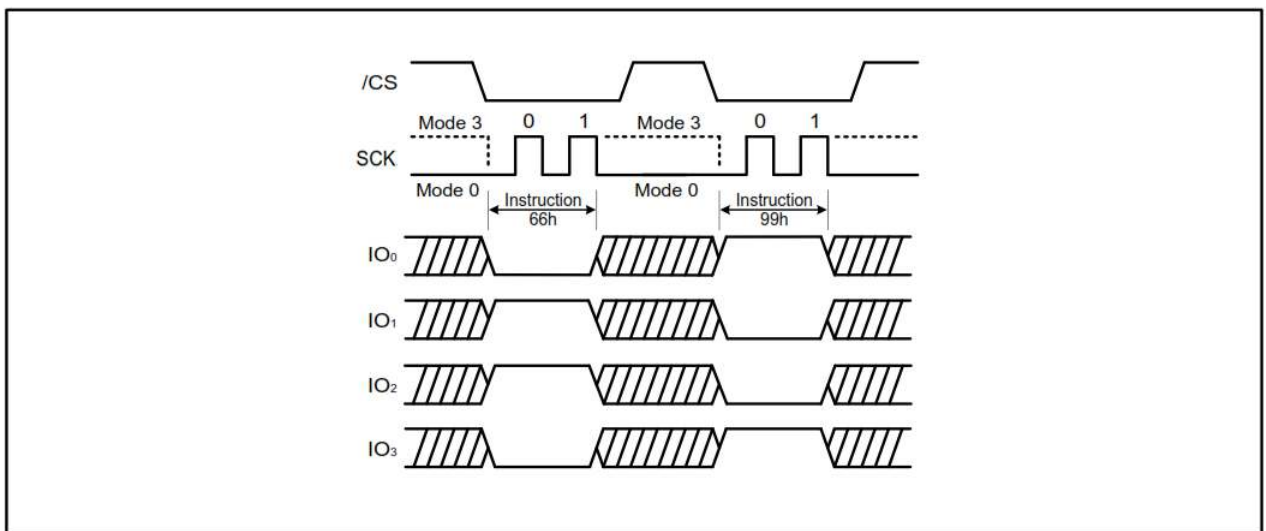 /CS
Mode 3 0 1 Mode 3 0 1
SCK
Mode 0 Mode 0
Instruction Instruction
66h 99h
IO₀
IO₁
IO₂
IO₃